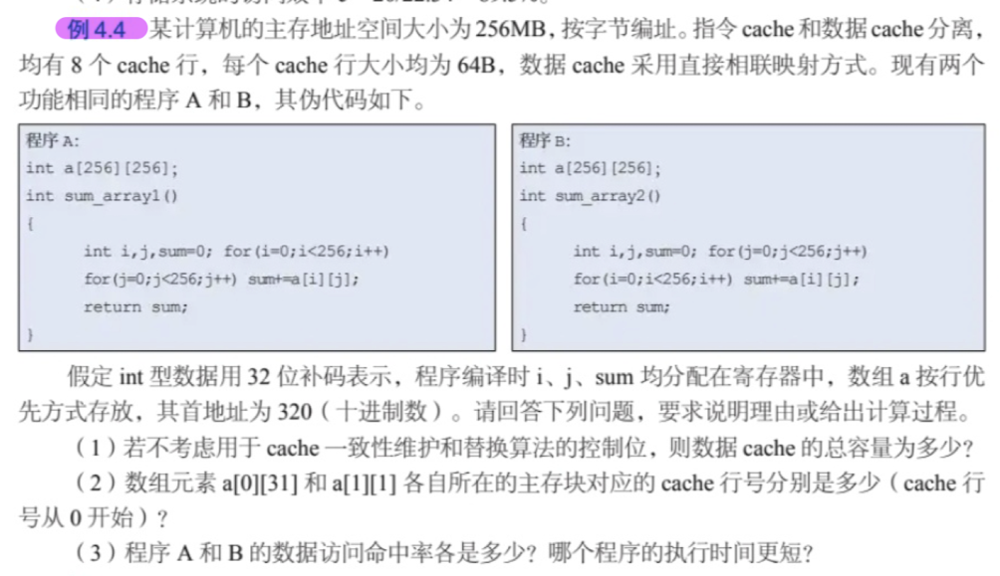 例 4.4 某计算机的主存地址空间大小为 256MB，按字节编址。指令 cache 和数据 cache 分离，
均有 8 个 cache 行，每个 cache 行大小均为 64B，数据 cache 采用直接相联映射方式。现有两个
功能相同的程序 A 和 B，其伪代码如下。
程序 A:
int a[256][256];
int sum_array1()
{
int i,j,sum=0; for(i=0;i<256;i++)
for(j=0;j<256;j++) sum+=a[i][j];
return sum;
}
程序 B:
int a[256][256];
int sum_array2()
{
int i,j,sum=0; for(j=0;j<256;j++)
for(i=0;i<256;i++) sum+=a[i][j];
return sum;
}
假定 int 型数据用 32 位补码表示，程序编译时 i、j、sum 均分配在寄存器中，数组 a 按行优
先方式存放，其首地址为 320（十进制数）。请回答下列问题，要求说明理由或给出计算过程。
（1）若不考虑用于 cache 一致性维护和替换算法的控制位，则数据 cache 的总容量为多少？
（2）数组元素 a[0][31] 和 a[1][1] 各自所在的主存块对应的 cache 行号分别是多少（cache 行
号从 0 开始）？
（3）程序 A 和 B 的数据访问命中率各是多少？哪个程序的执行时间更短？